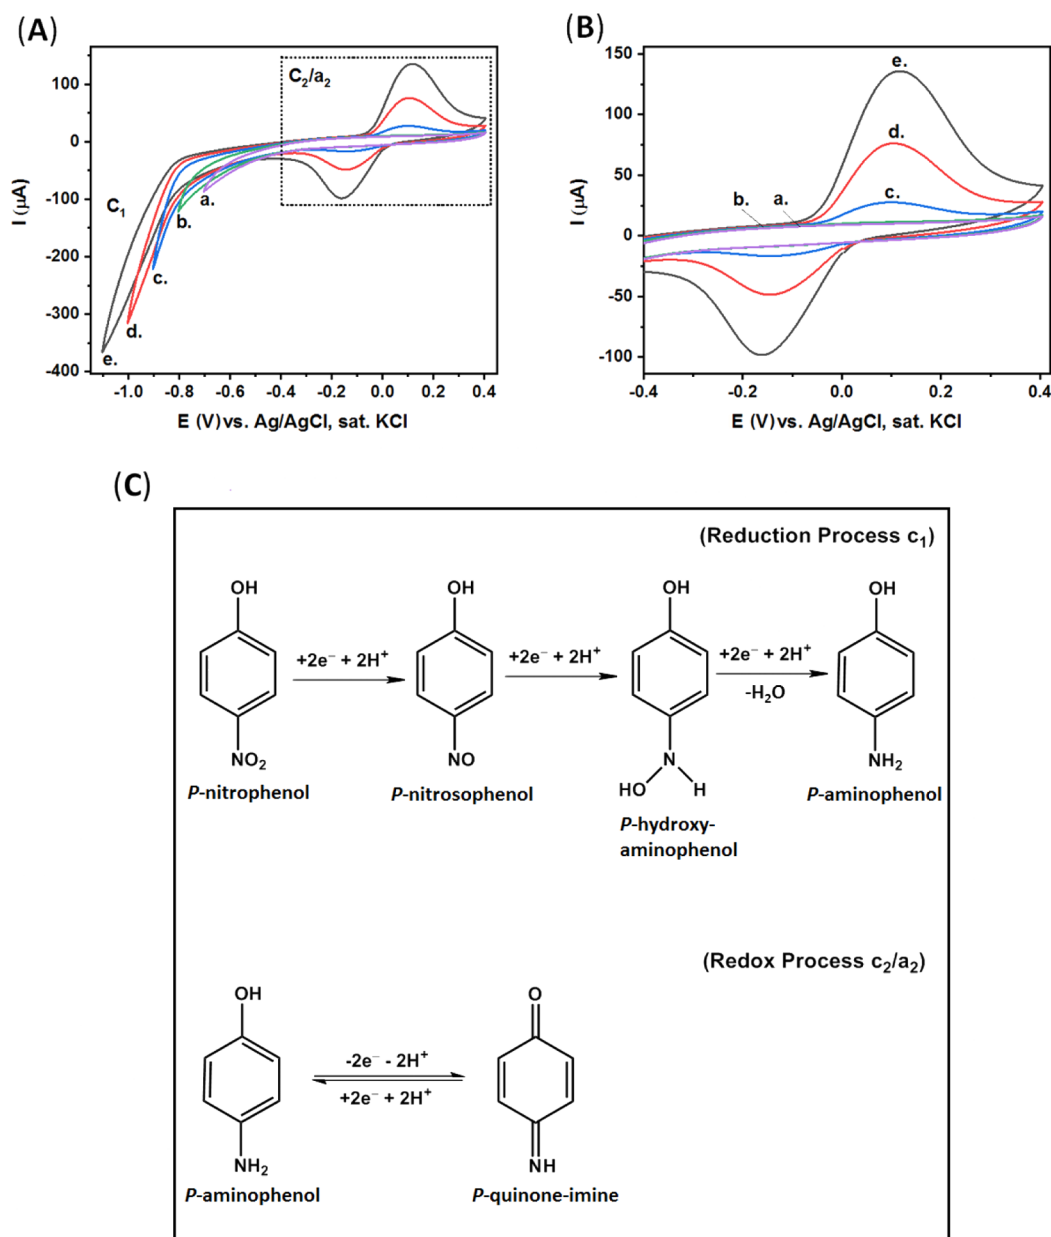 (A)
C₂/a₂
C₁
a.
b.
c.
d.
e.
100
0
-100
-200
-300
-400
I (µA)
-1.0 -0.8 -0.6 -0.4 -0.2 0.0 0.2 0.4
E (V) vs. Ag/AgCl, sat. KCl
(B)
e.
d.
c.
b. a.
150
100
50
0
-50
-100
I (µA)
-0.4 -0.2 0.0 0.2 0.4
E (V) vs. Ag/AgCl, sat. KCl
(C)
(Reduction Process c₁)
OH OH OH OH
+2e⁻ + 2H⁺ +2e⁻ + 2H⁺ +2e⁻ + 2H⁺
-H₂O
NO₂ NO N NH₂
HO H
P-nitrophenol P-nitrosophenol P-hydroxy- P-aminophenol
aminophenol
(Redox Process c₂/a₂)
OH O
-2e⁻ - 2H⁺
+2e⁻ + 2H⁺
NH₂ NH
P-aminophenol P-quinone-imine